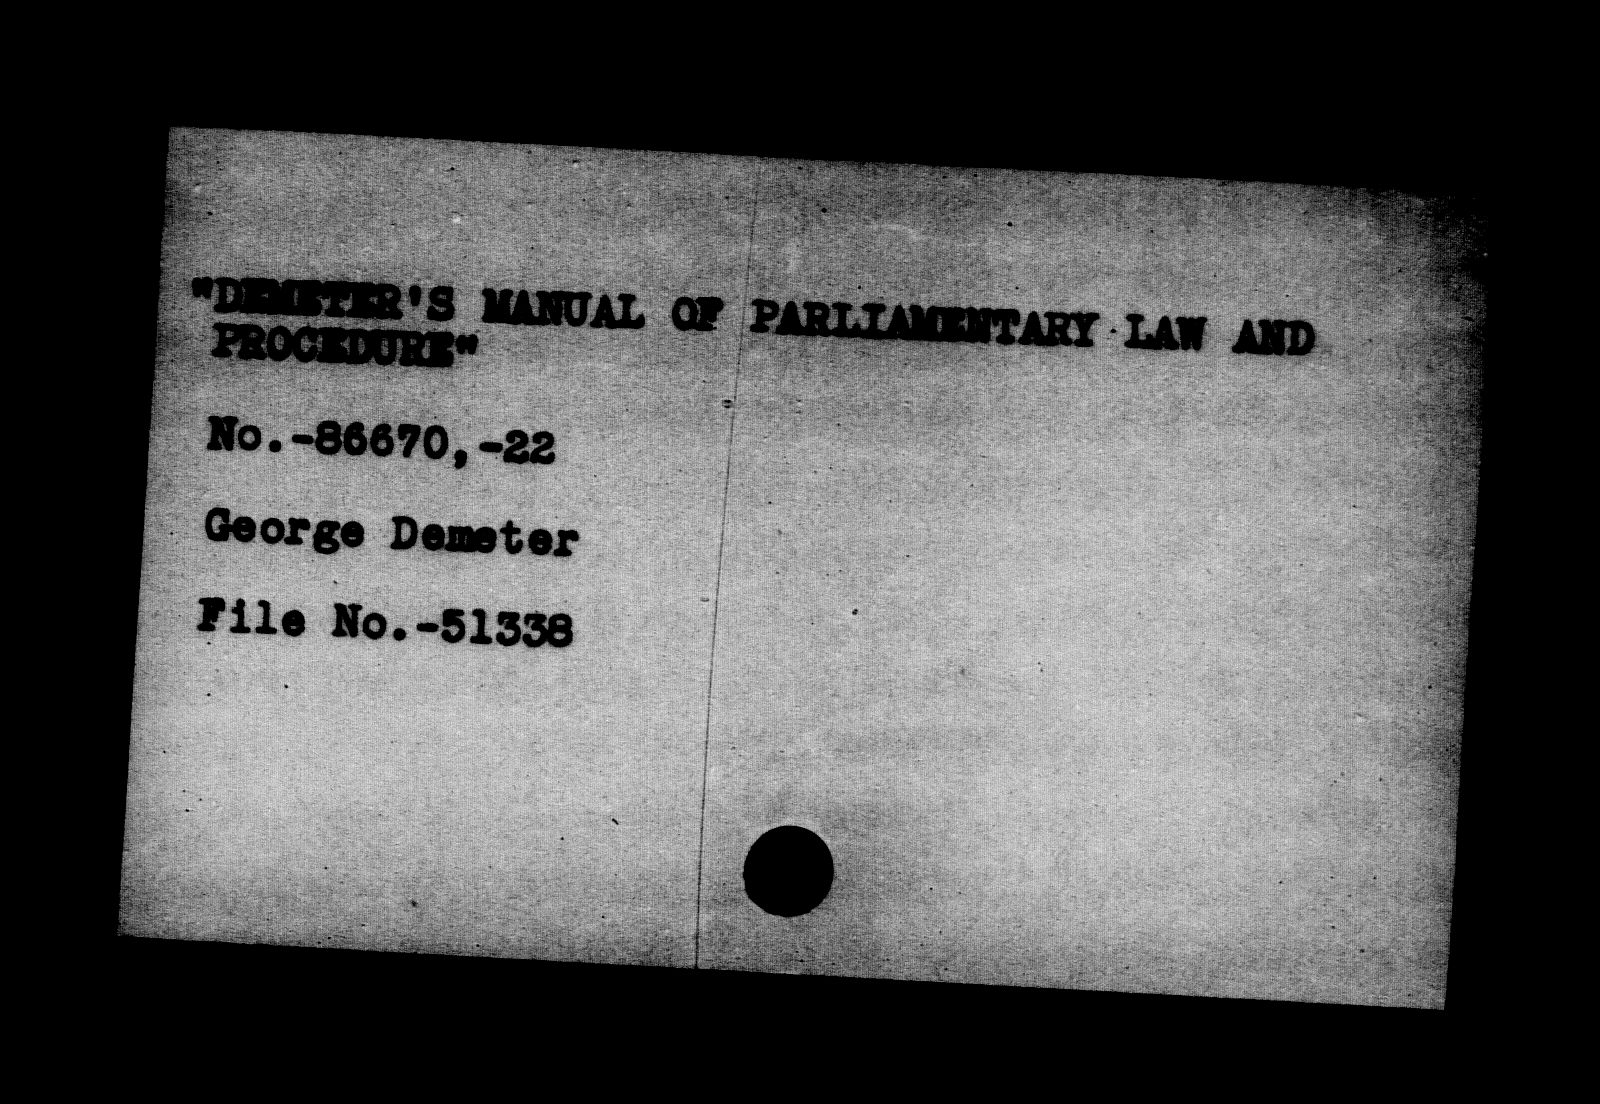 "DEMETER'S MANUAL OF PARLIAMENTARY LAW AND
PROCEDURE"
No.-86670,-22
George Demeter
File No.-51338